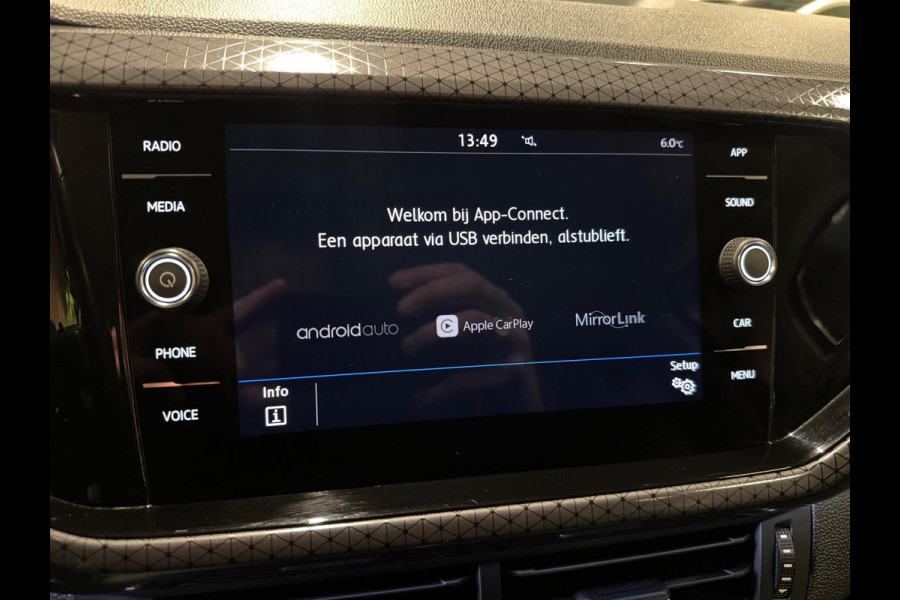 RADIO
MEDIA
PHONE
VOICE
13:49
6.0°C
Welkom bij App-Connect.
Een apparaat via USB verbinden, alstublieft.
androidauto
Apple CarPlay
MirrorLink
Info
Setup
APP
SOUND
CAR
MENU